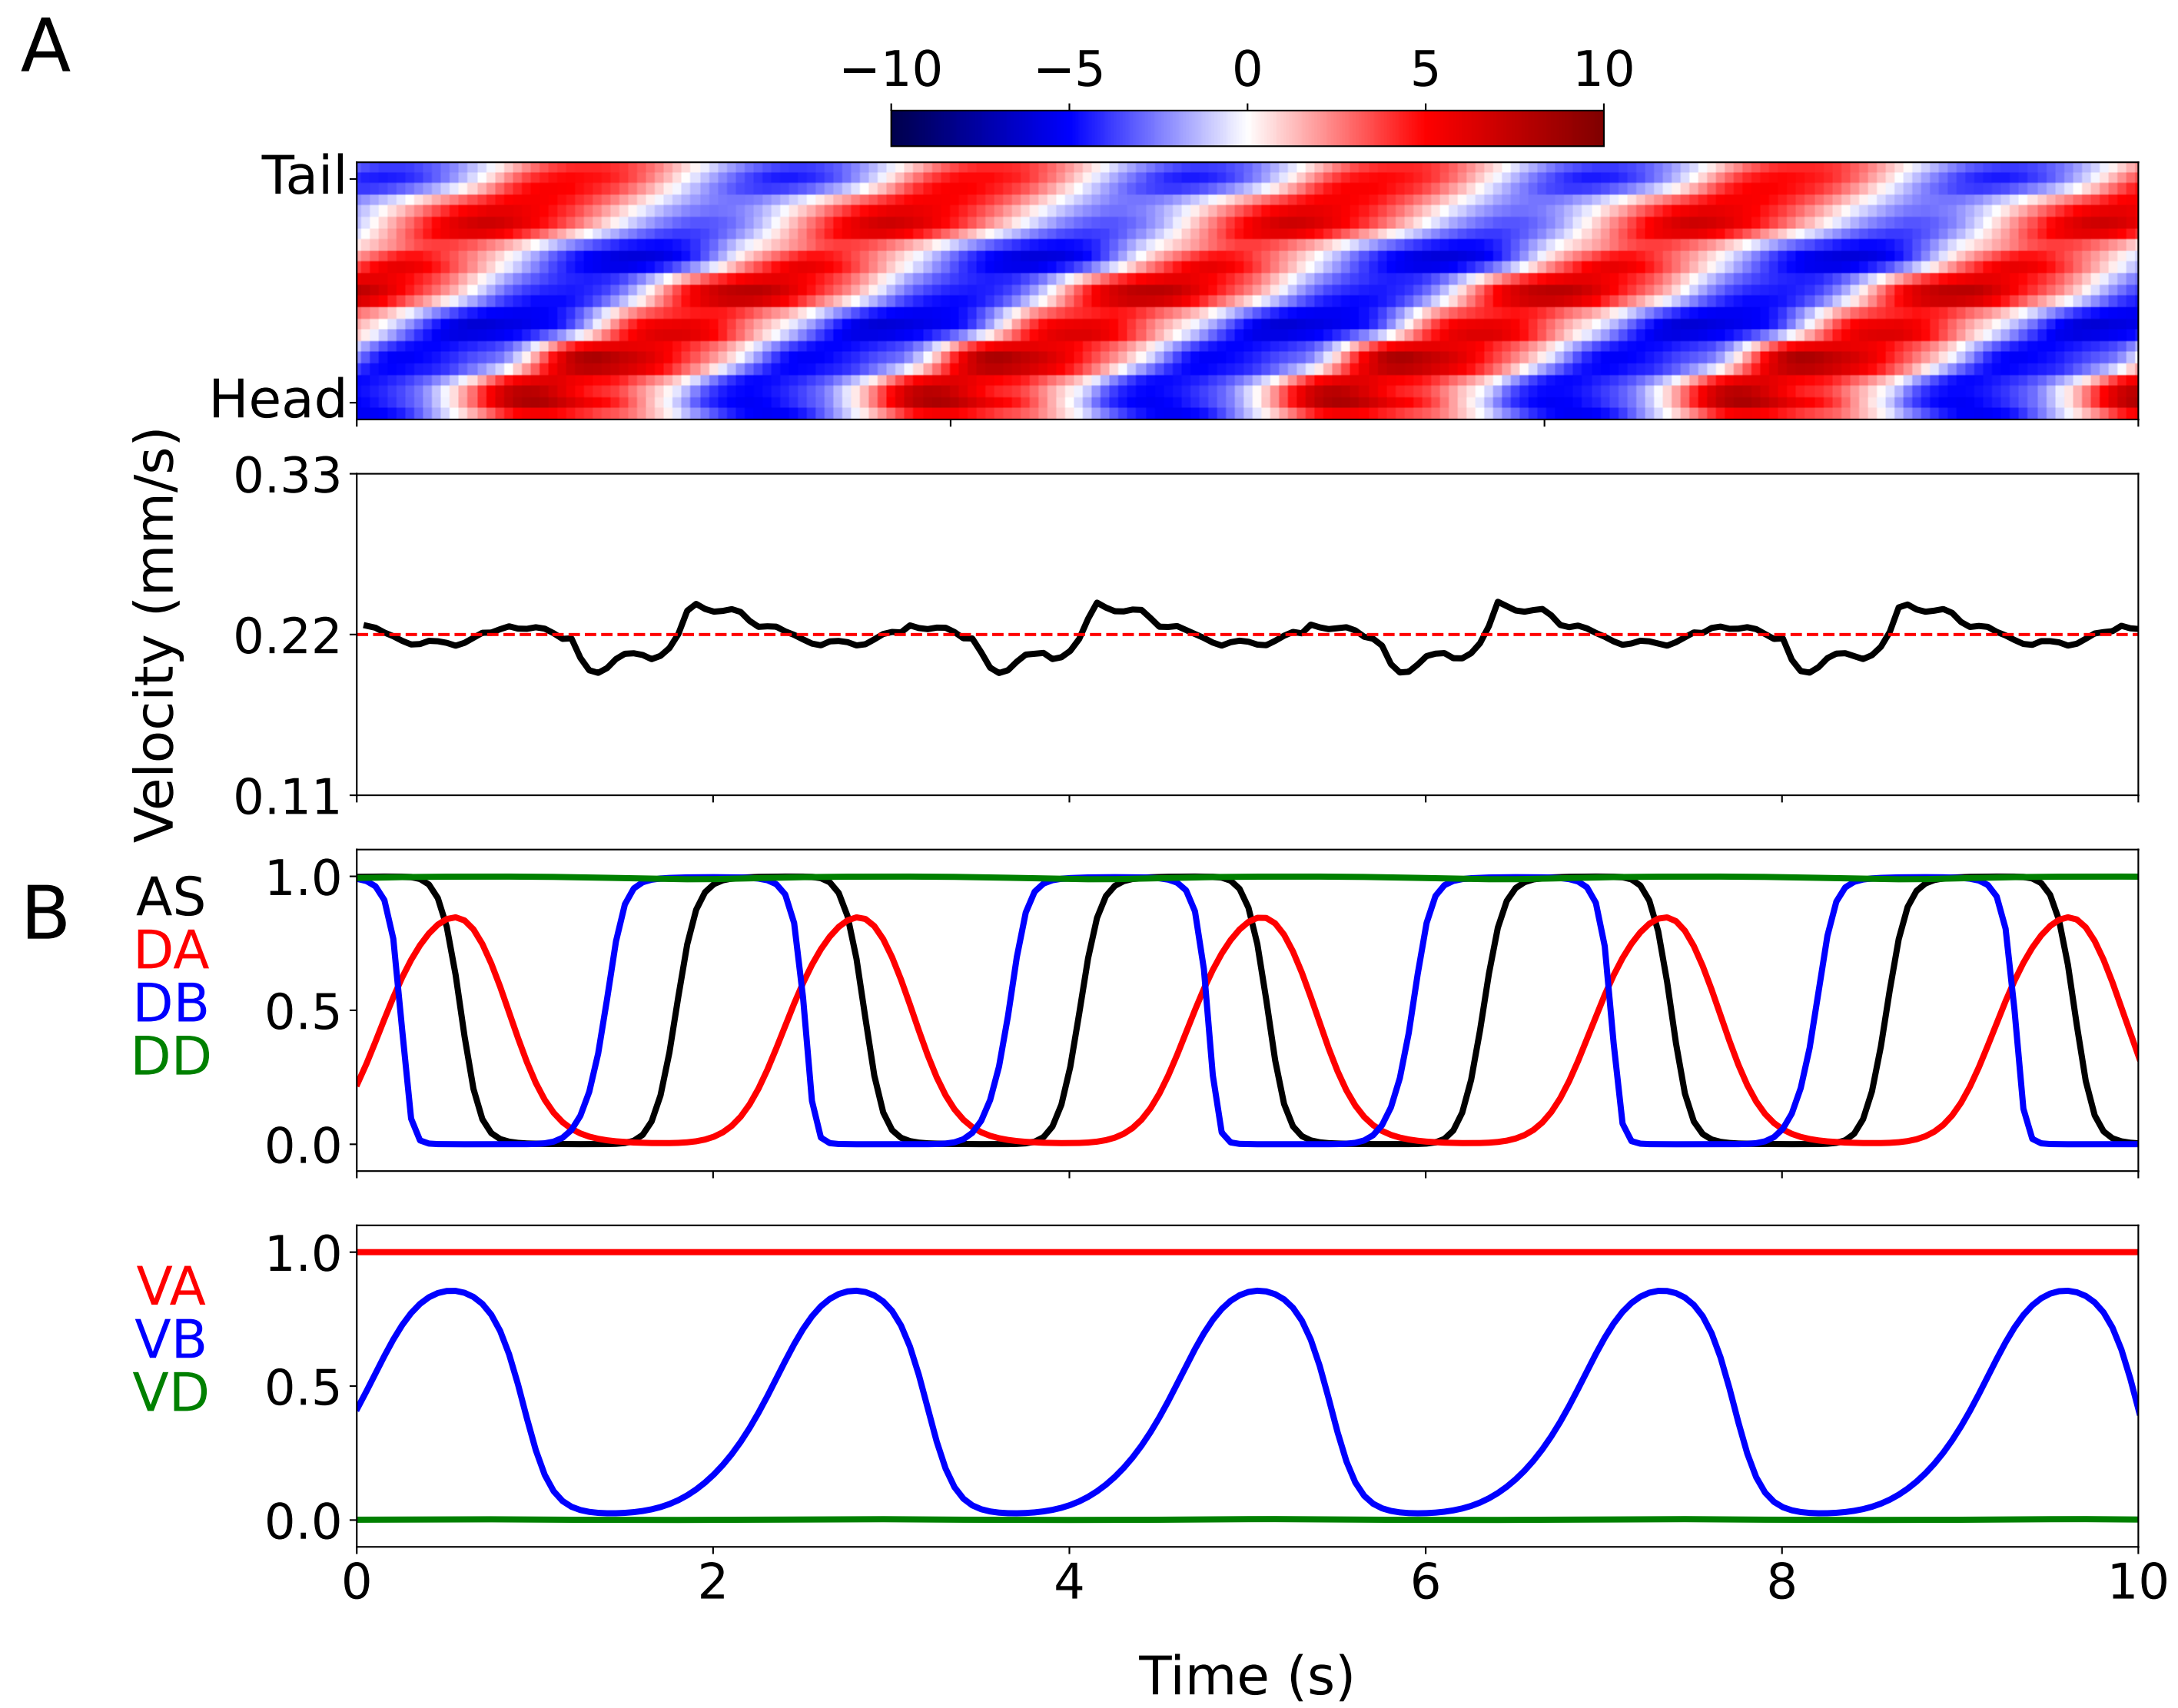 A
−10 −5 0 5 10
Tail
Head
Velocity (mm/s)
0.33
0.22
0.11
B
AS
DA
DB
DD
1.0
0.5
0.0
VA
VB
VD
1.0
0.5
0.0
0 2 4 6 8 10
Time (s)